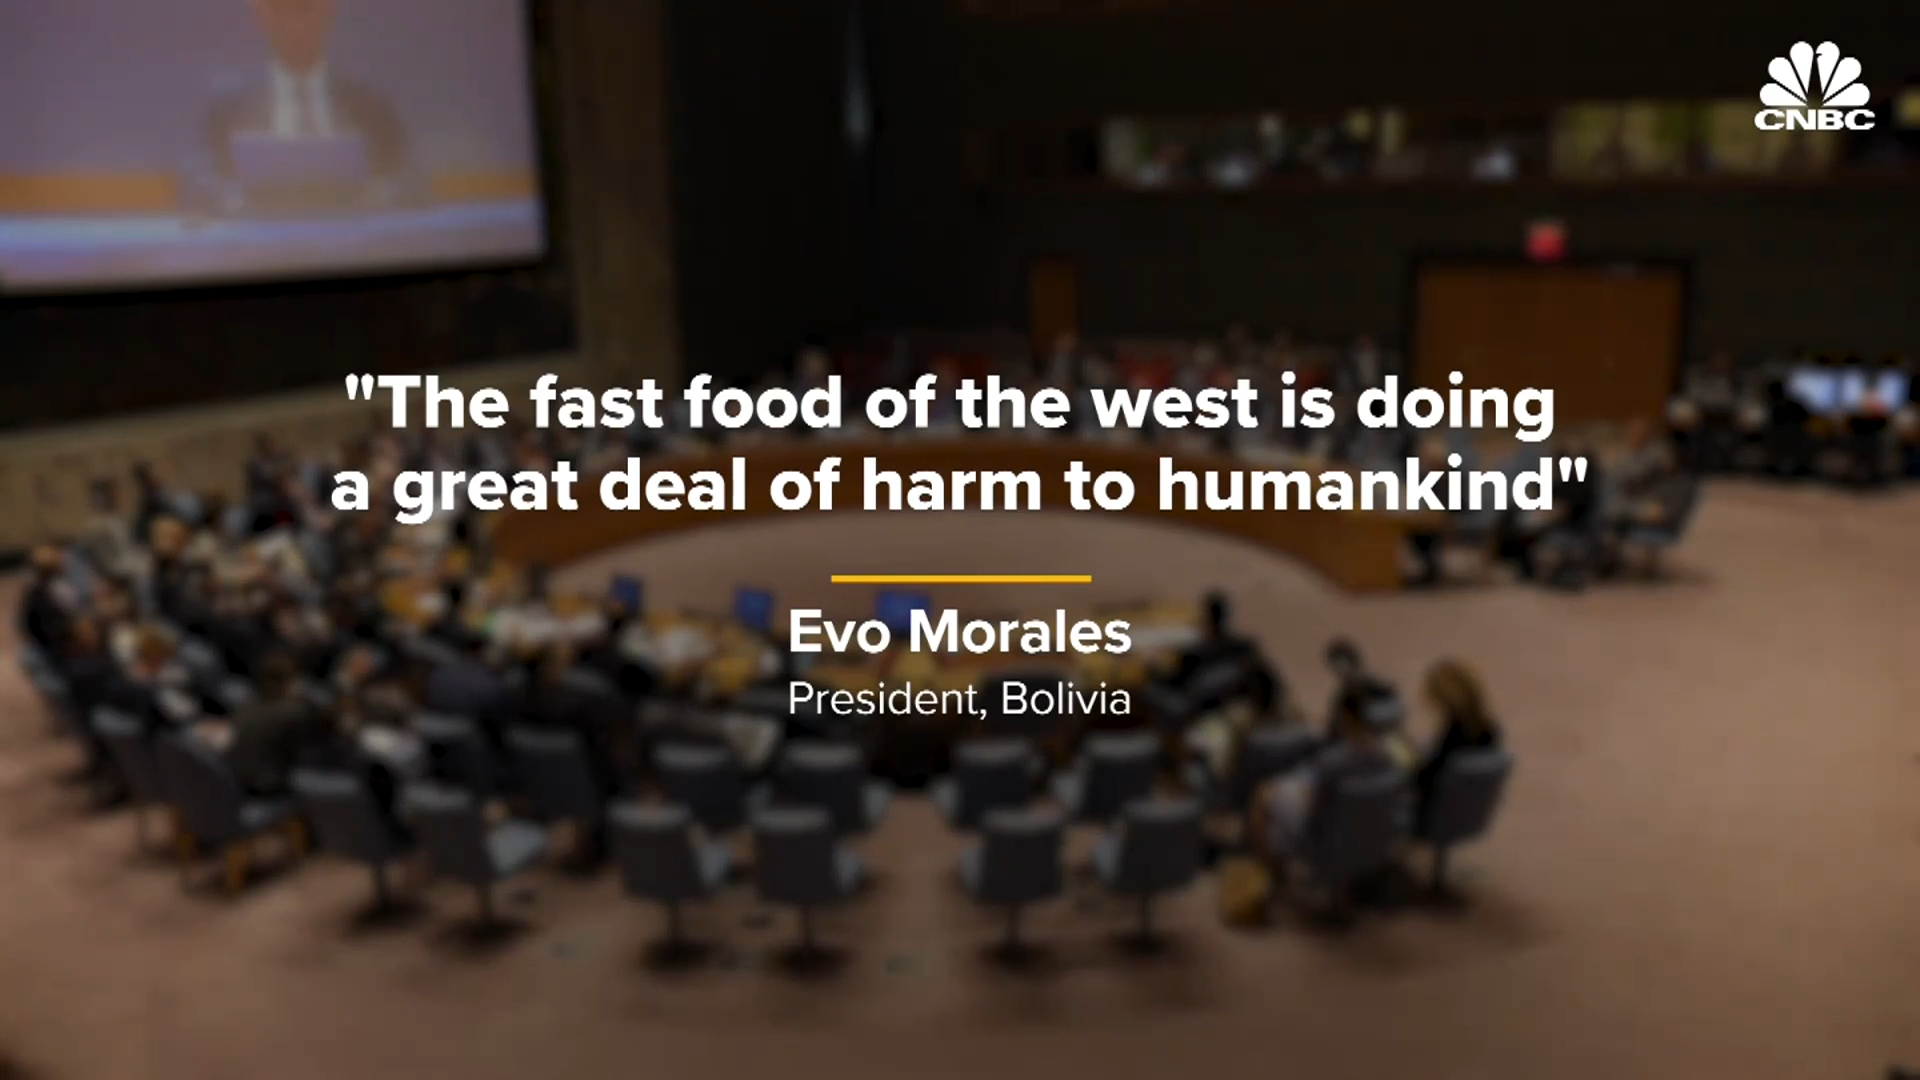 CNBC
"The fast food of the west is doing
a great deal of harm to humankind"
Evo Morales
President, Bolivia